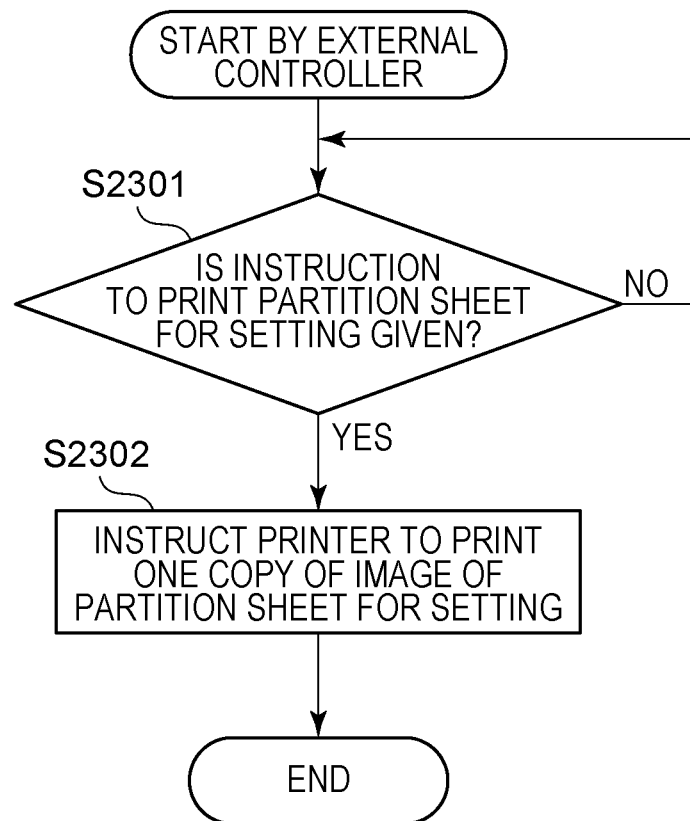 START BY EXTERNAL
CONTROLLER
S2301
IS INSTRUCTION
TO PRINT PARTITION SHEET
FOR SETTING GIVEN?
NO
YES
S2302
INSTRUCT PRINTER TO PRINT
ONE COPY OF IMAGE OF
PARTITION SHEET FOR SETTING
END